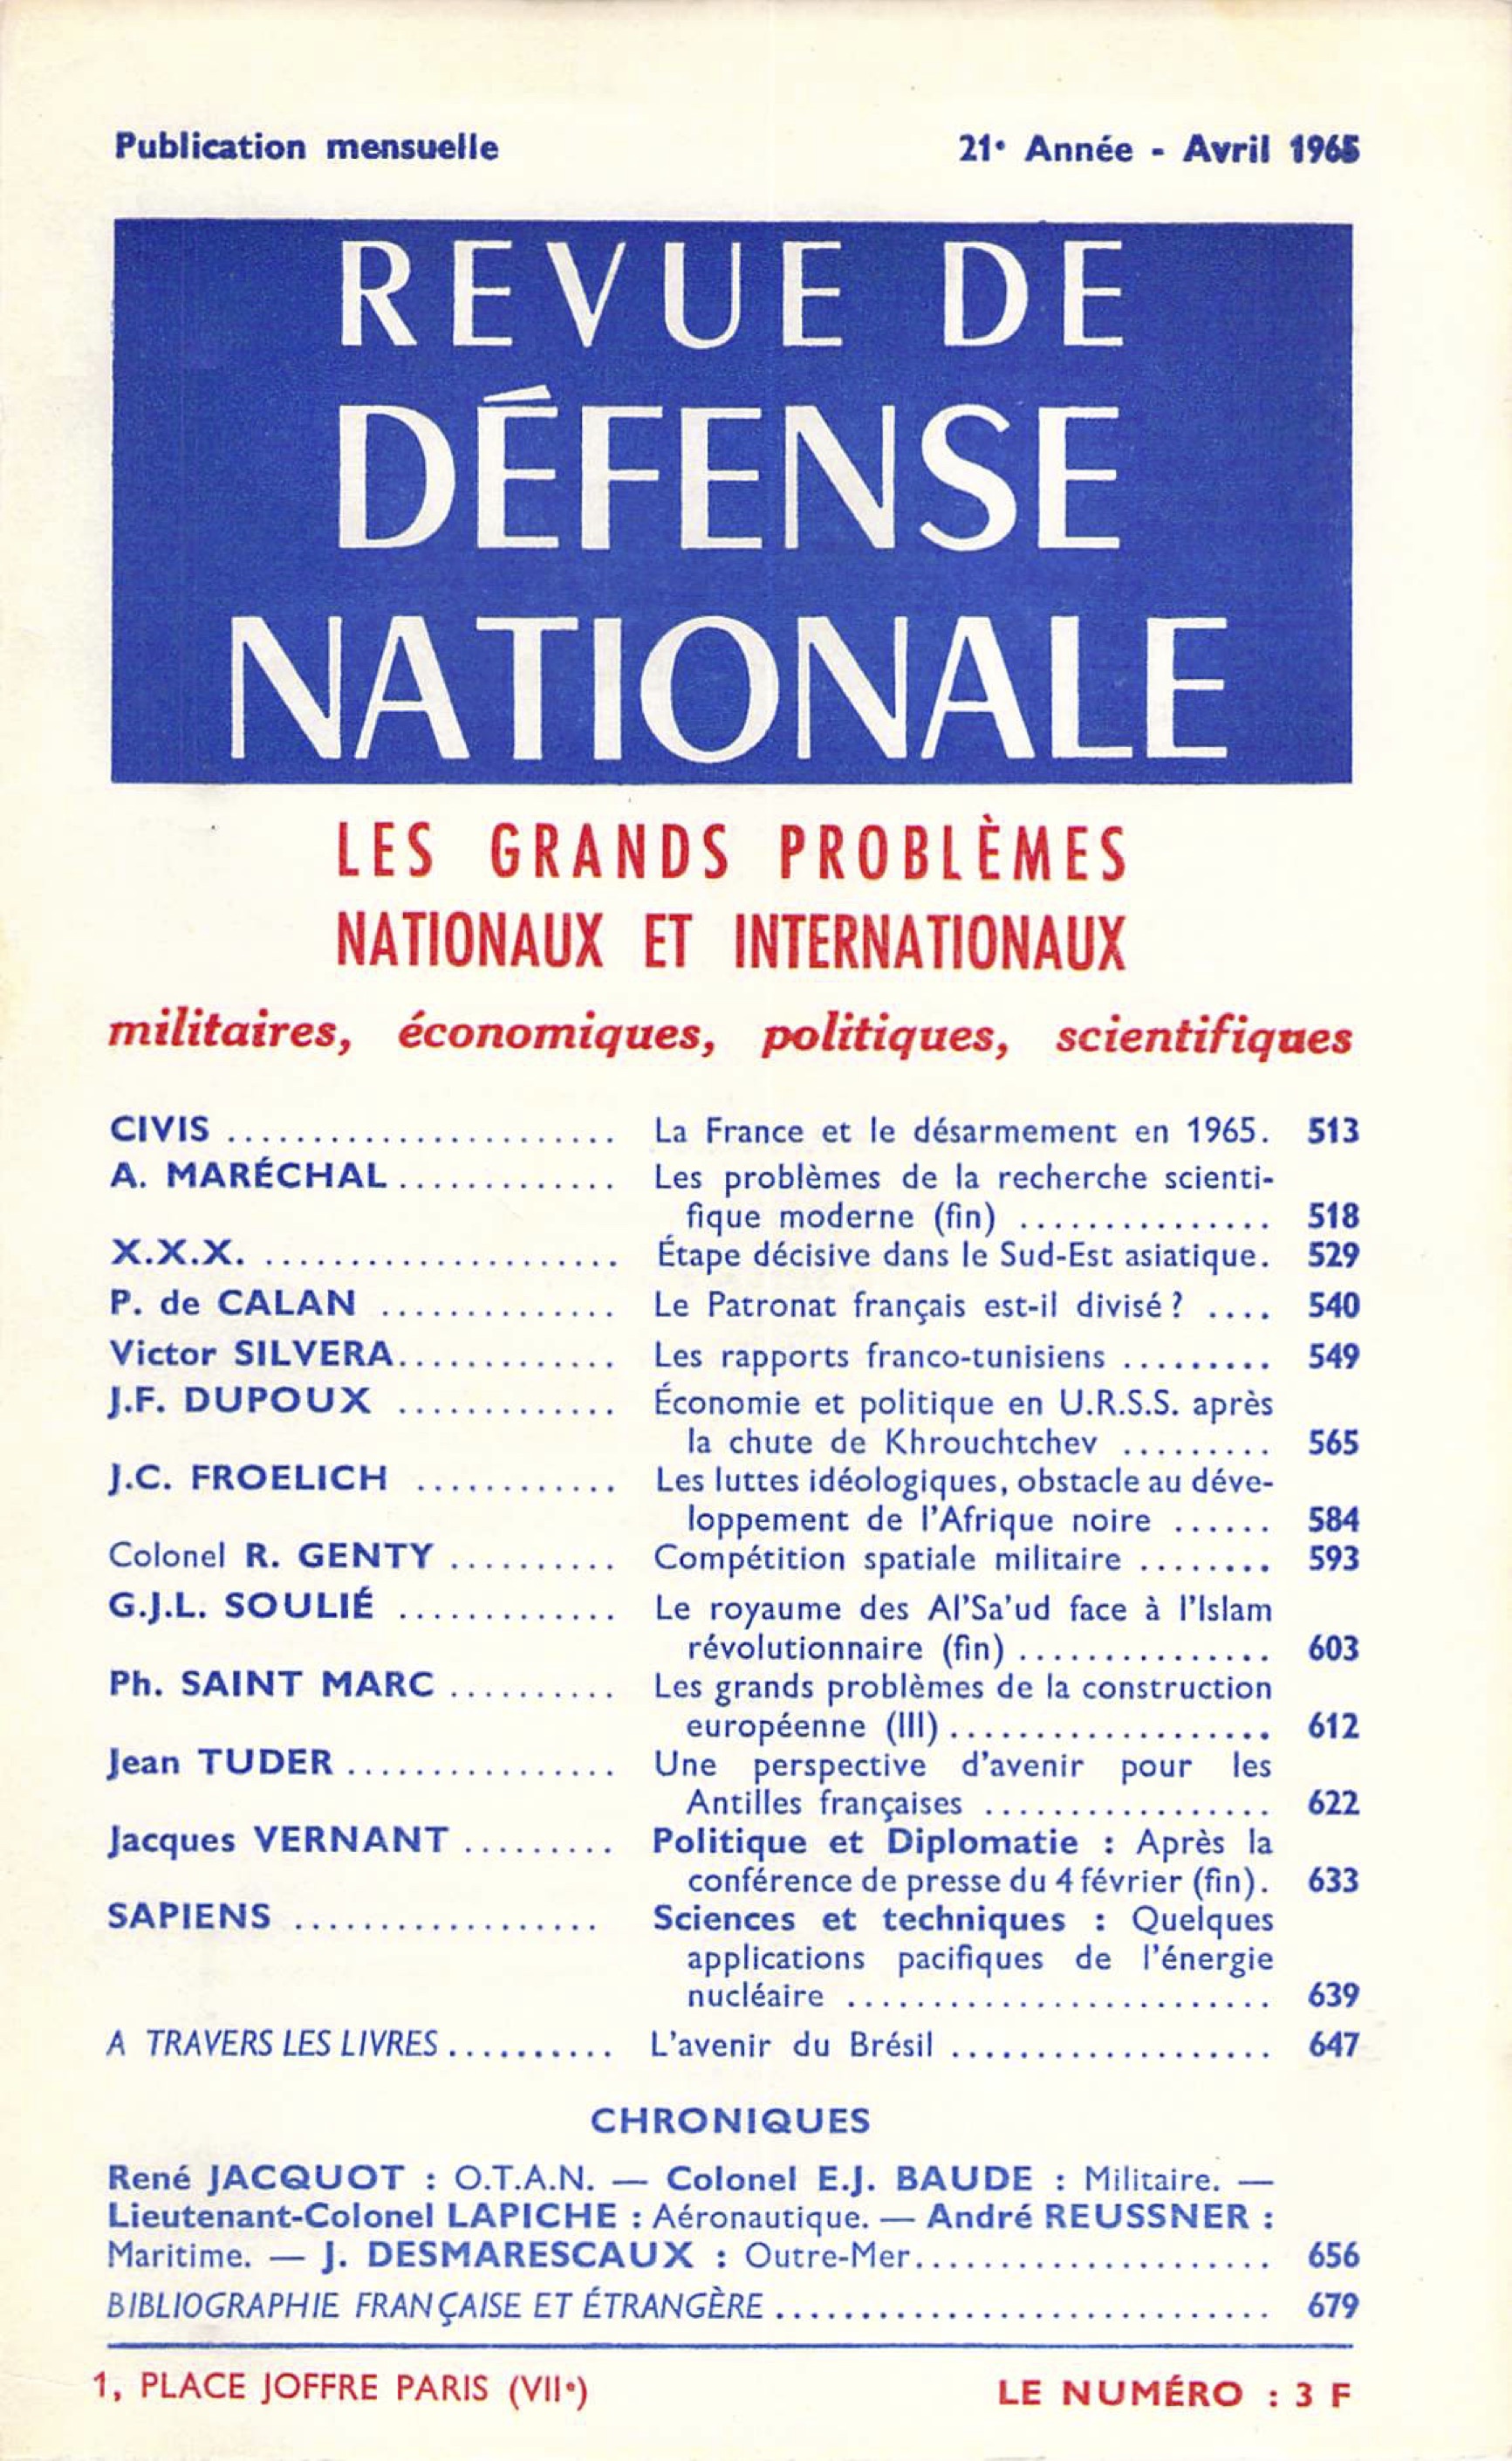 Publication mensuelle 21e Année - Avril 1965
REVUE DE
DÉFENSE
NATIONALE
LES GRANDS PROBLÈMES
NATIONAUX ET INTERNATIONAUX
militaires, économiques, politiques, scientifiques
CIVIS ....................... La France et le désarmement en 1965. 513
A. MARÉCHAL ............. Les problèmes de la recherche scienti-
fique moderne (fin) ............... 518
X.X.X. ..................... Étape décisive dans le Sud-Est asiatique. 529
P. de CALAN .............. Le Patronat français est-il divisé ? .... 540
Victor SILVERA............. Les rapports franco-tunisiens ......... 549
J.F. DUPOUX ............. Économie et politique en U.R.S.S. après
la chute de Khrouchtchev ......... 565
J.C. FROELICH ............ Les luttes idéologiques, obstacle au déve-
loppement de l'Afrique noire ...... 584
Colonel R. GENTY .......... Compétition spatiale militaire ........ 593
G.J.L. SOULIÉ ............. Le royaume des Al'Sa'ud face à l'Islam
révolutionnaire (fin) ............... 603
Ph. SAINT MARC .......... Les grands problèmes de la construction
européenne (III) ................... 612
Jean TUDER ................ Une perspective d'avenir pour les
Antilles françaises ................. 622
Jacques VERNANT ......... Politique et Diplomatie : Après la
conférence de presse du 4 février (fin). 633
SAPIENS .................. Sciences et techniques : Quelques
applications pacifiques de l'énergie
nucléaire ......................... 639
A TRAVERS LES LIVRES .......... L'avenir du Brésil ................... 647
CHRONIQUES
René JACQUOT : O.T.A.N. — Colonel E.J. BAUDE : Militaire. —
Lieutenant-Colonel LAPICHE : Aéronautique. — André REUSSNER :
Maritime. — J. DESMARESCAUX : Outre-Mer..................... 656
BIBLIOGRAPHIE FRANÇAISE ET ÉTRANGÈRE ............................. 679
1, PLACE JOFFRE PARIS (VIIe) LE NUMÉRO : 3 F